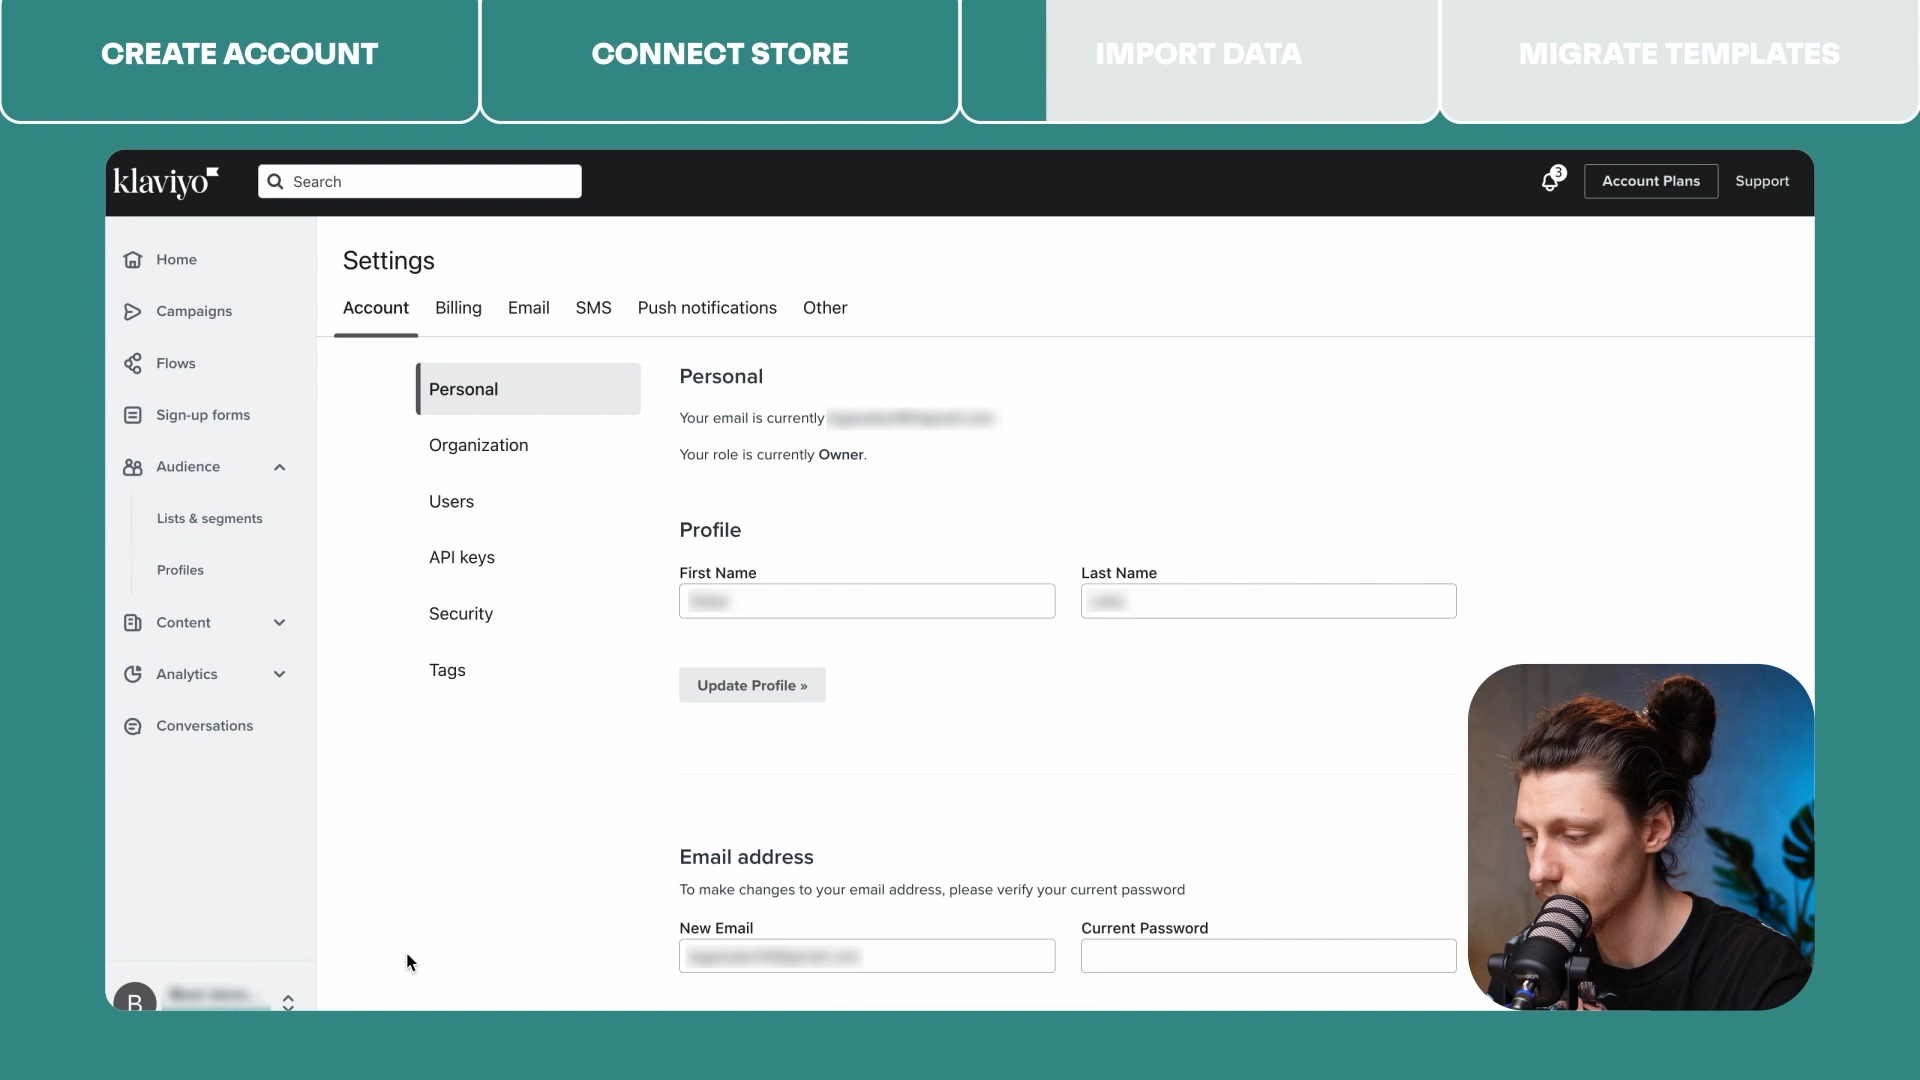 CREATE ACCOUNT
CONNECT STORE
IMPORT DATA
MIGRATE TEMPLATES
klaviyo
Search
3
Account Plans
Support
Home
Campaigns
Flows
Sign-up forms
Audience
Lists & segments
Profiles
Content
Analytics
Conversations
B
Settings
Account
Billing
Email
SMS
Push notifications
Other
Personal
Organization
Users
API keys
Security
Tags
Personal
Your email is currently
Your role is currently Owner.
Profile
First Name
Last Name
Update Profile »
Email address
To make changes to your email address, please verify your current password
New Email
Current Password